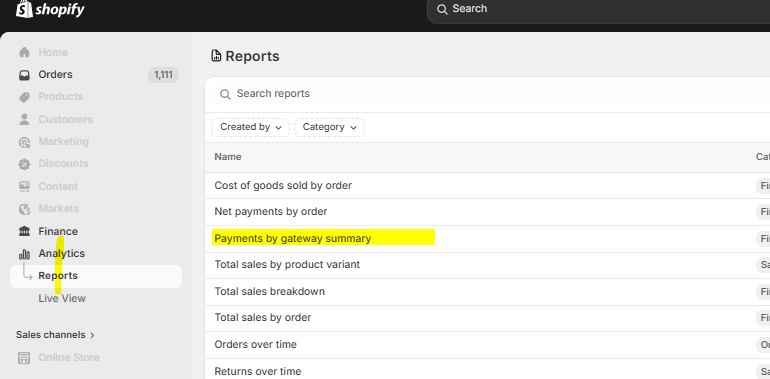 shopify
Search
Home
Orders 1,111
Products
Customers
Marketing
Discounts
Content
Markets
Finance
Analytics
Reports
Live View
Sales channels
Online Store
Reports
Search reports
Created by Category
Name
Cost of goods sold by order
Net payments by order
Payments by gateway summary
Total sales by product variant
Total sales breakdown
Total sales by order
Orders over time
Returns over time